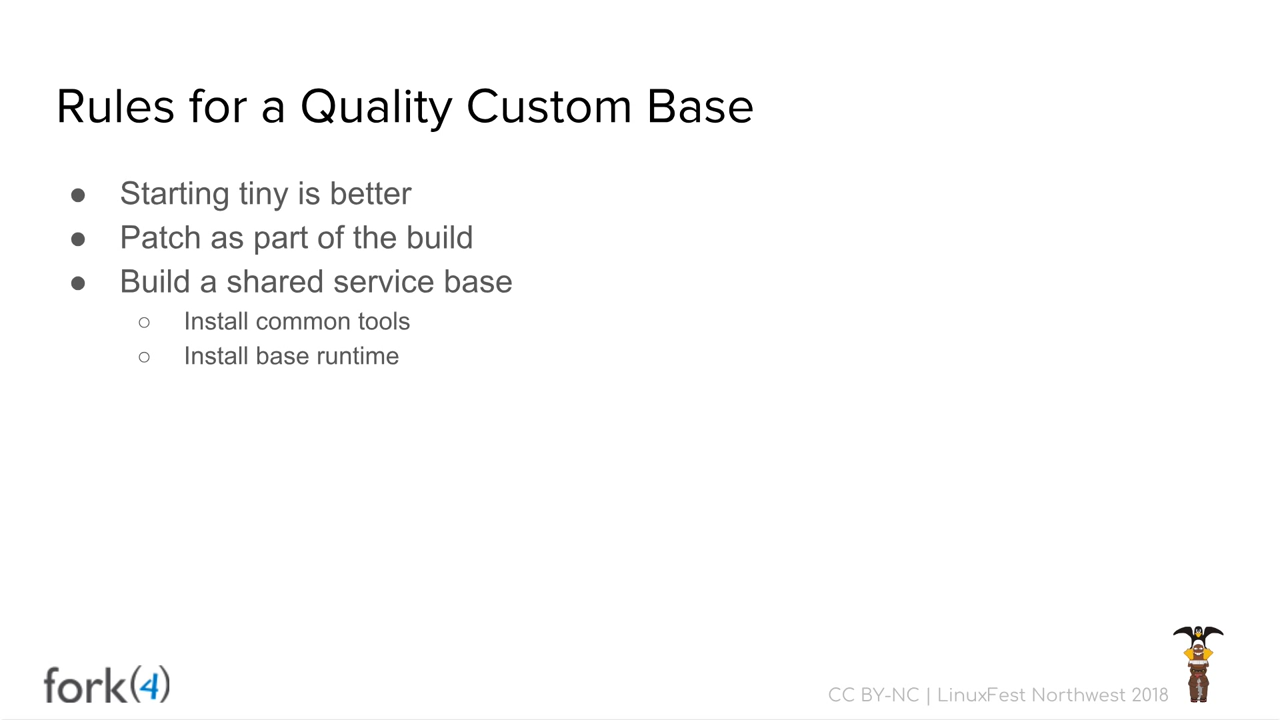 Rules for a Quality Custom Base
● Starting tiny is better
● Patch as part of the build
● Build a shared service base
○ Install common tools
○ Install base runtime
fork(4)
CC BY-NC | LinuxFest Northwest 2018